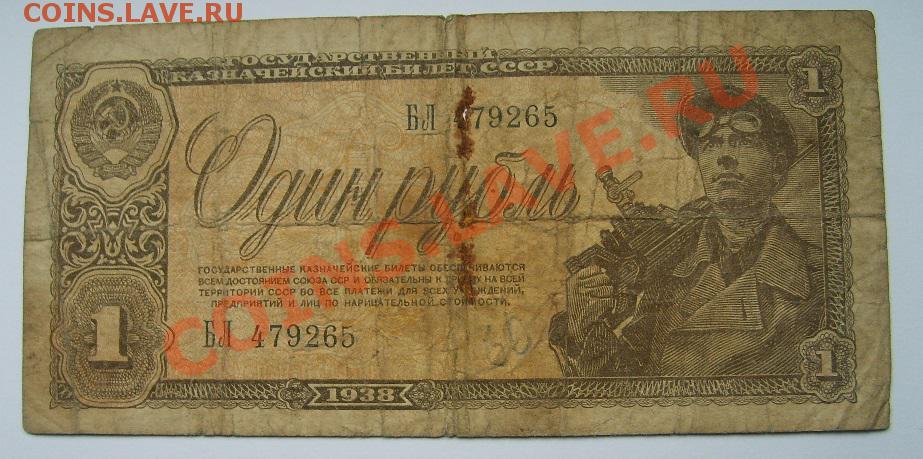 COINS.LAVE.RU
ГОСУДАРСТВЕННЫЙ
КАЗНАЧЕЙСКИЙ БИЛЕТ СССР
1
БЛ 479265
Один рубль
ГОСУДАРСТВЕННЫЕ КАЗНАЧЕЙСКИЕ БИЛЕТЫ ОБЕСПЕЧИВАЮТСЯ
ВСЕМ ДОСТОЯНИЕМ СОЮЗА ССР И ОБЯЗАТЕЛЬНЫ К ПРИЕМУ НА ВСЕЙ
ТЕРРИТОРИИ СССР ВО ВСЕ ПЛАТЕЖИ ДЛЯ ВСЕХ УЧРЕЖДЕНИЙ,
ПРЕДПРИЯТИЙ И ЛИЦ ПО НАРИЦАТЕЛЬНОЙ СТОИМОСТИ.
БЛ 479265
1
1
1938
COINS.LAVE.RU